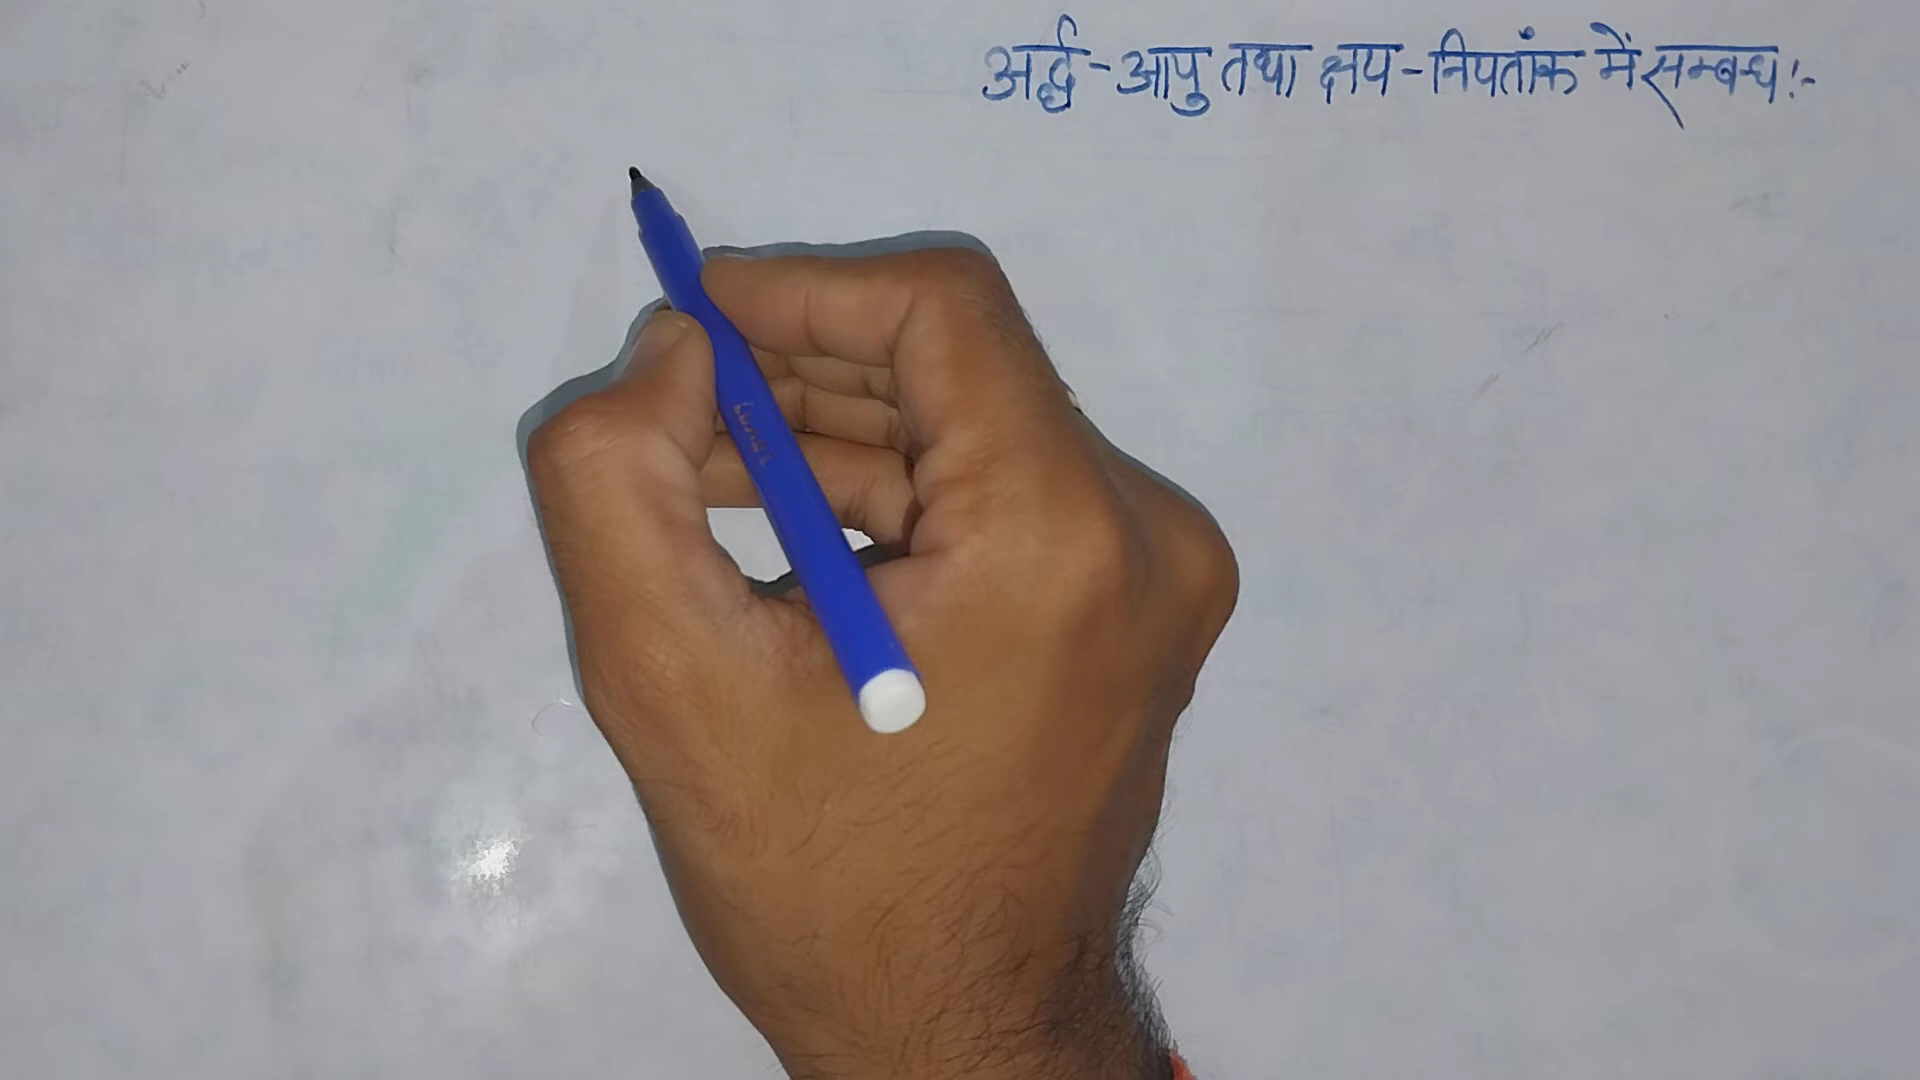 अर्द्ध-आयु तथा क्षय-नियतांक में सम्बन्ध:-